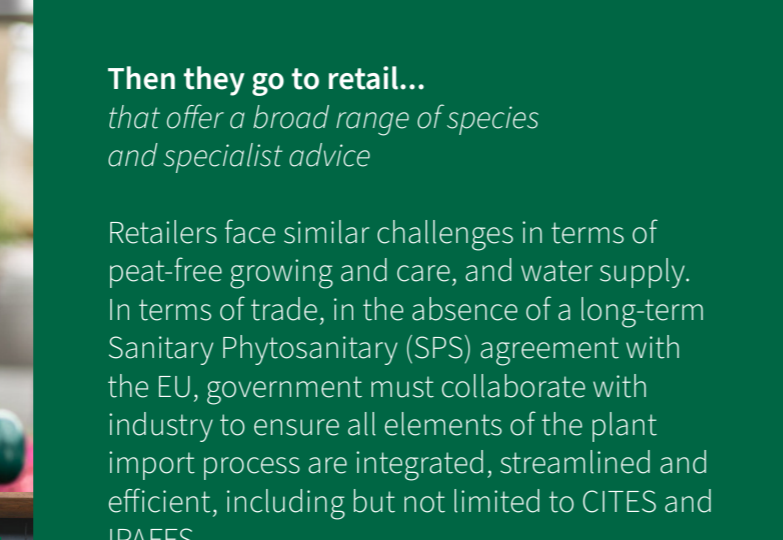 Then they go to retail...
that offer a broad range of species
and specialist advice
Retailers face similar challenges in terms of
peat-free growing and care, and water supply.
In terms of trade, in the absence of a long-term
Sanitary Phytosanitary (SPS) agreement with
the EU, government must collaborate with
industry to ensure all elements of the plant
import process are integrated, streamlined and
efficient, including but not limited to CITES and
IPAFFS